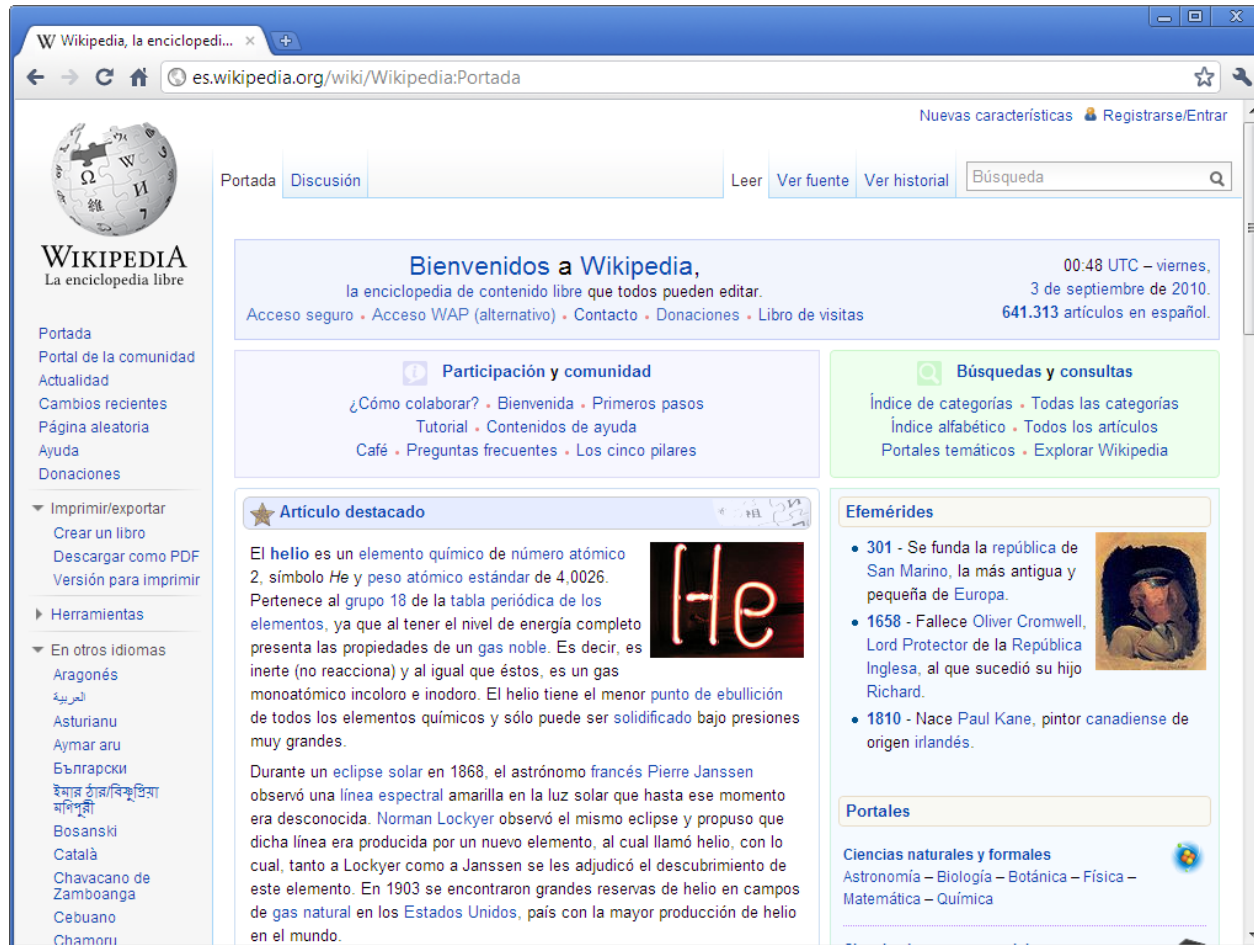 Wikipedia, la enciclopedi...
es.wikipedia.org/wiki/Wikipedia:Portada
Nuevas características Registrarse/Entrar
Portada Discusión Leer Ver fuente Ver historial Búsqueda
WIKIPEDIA
La enciclopedia libre
Portada
Portal de la comunidad
Actualidad
Cambios recientes
Página aleatoria
Ayuda
Donaciones
Imprimir/exportar
Crear un libro
Descargar como PDF
Versión para imprimir
Herramientas
En otros idiomas
Aragonés
العربية
Asturianu
Aymar aru
Български
ইমার ঠার/বিষ্ণুপ্রিয়া
মণিপুরী
Bosanski
Català
Chavacano de
Zamboanga
Cebuano
Chamoru
Bienvenidos a Wikipedia,
la enciclopedia de contenido libre que todos pueden editar.
Acceso seguro • Acceso WAP (alternativo) • Contacto • Donaciones • Libro de visitas
00:48 UTC – viernes,
3 de septiembre de 2010.
641.313 artículos en español.
Participación y comunidad
¿Cómo colaborar? • Bienvenida • Primeros pasos
Tutorial • Contenidos de ayuda
Café • Preguntas frecuentes • Los cinco pilares
Búsquedas y consultas
Índice de categorías • Todas las categorías
Índice alfabético • Todos los artículos
Portales temáticos • Explorar Wikipedia
Artículo destacado
El helio es un elemento químico de número atómico
2, símbolo He y peso atómico estándar de 4,0026.
Pertenece al grupo 18 de la tabla periódica de los
elementos, ya que al tener el nivel de energía completo
presenta las propiedades de un gas noble. Es decir, es
inerte (no reacciona) y al igual que éstos, es un gas
monoatómico incoloro e inodoro. El helio tiene el menor punto de ebullición
de todos los elementos químicos y sólo puede ser solidificado bajo presiones
muy grandes.
He
Durante un eclipse solar en 1868, el astrónomo francés Pierre Janssen
observó una línea espectral amarilla en la luz solar que hasta ese momento
era desconocida. Norman Lockyer observó el mismo eclipse y propuso que
dicha línea era producida por un nuevo elemento, al cual llamó helio, con lo
cual, tanto a Lockyer como a Janssen se les adjudicó el descubrimiento de
este elemento. En 1903 se encontraron grandes reservas de helio en campos
de gas natural en los Estados Unidos, país con la mayor producción de helio
en el mundo.
Efemérides
301 - Se funda la república de
San Marino, la más antigua y
pequeña de Europa.
1658 - Fallece Oliver Cromwell,
Lord Protector de la República
Inglesa, al que sucedió su hijo
Richard.
1810 - Nace Paul Kane, pintor canadiense de
origen irlandés.
Portales
Ciencias naturales y formales
Astronomía – Biología – Botánica – Física –
Matemática – Química